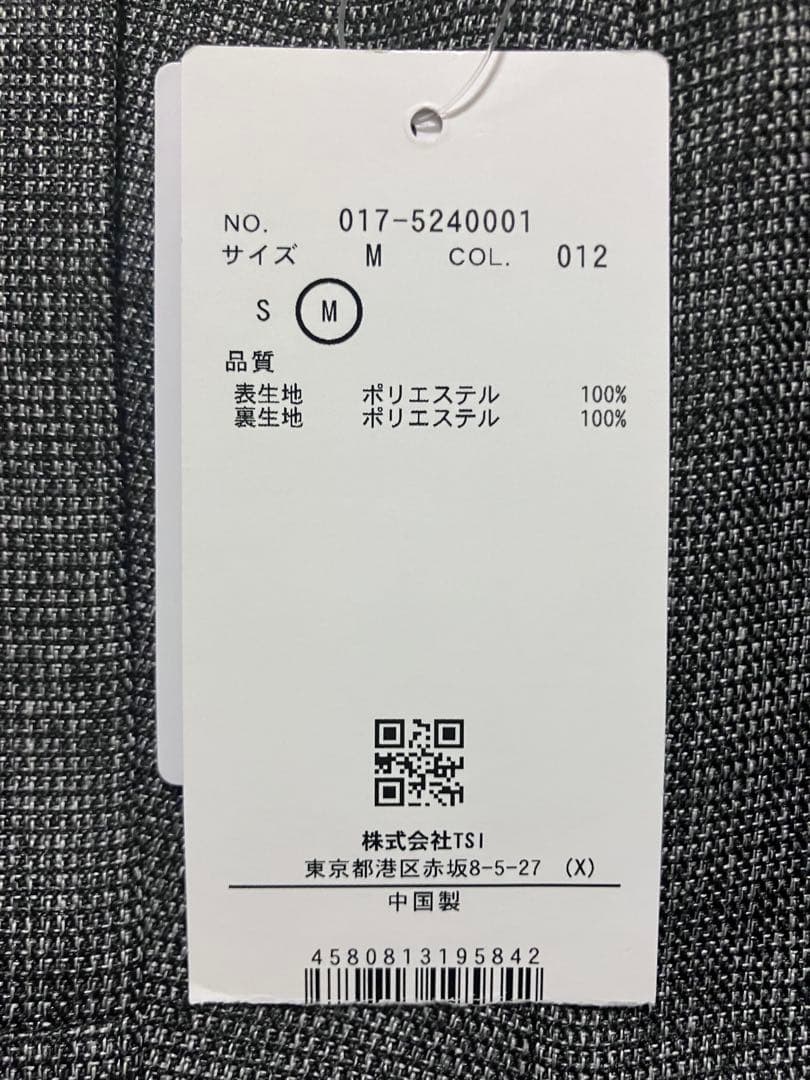 NO. 017-5240001
サイズ M COL. 012
S M
品質
表生地 ポリエステル 100%
裏生地 ポリエステル 100%
株式会社TSI
東京都港区赤坂8-5-27 (X)
中国製
4580813195842